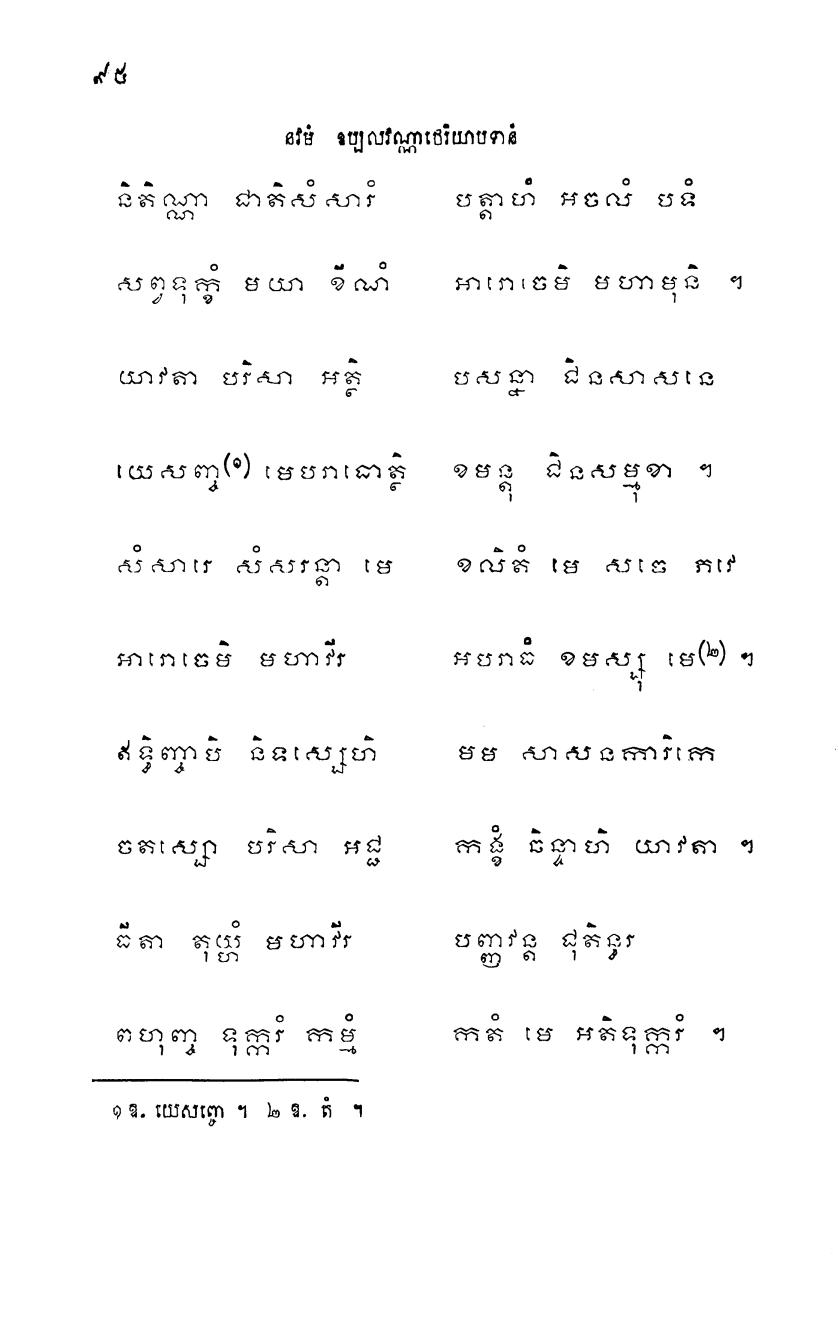 ៩៥
នវមំ ឧប្បលវណ្ណាថេរិយាបទានំ
និតិណ្ណា ជាតិសំសារំ បត្តាហំ អចលំ បទំ
សព្វទុក្ខំ មយា ខីណំ អារោចេមិ មហាមុនិ ។
យាវតា បរិសា អត្ថិ បសន្នា ជិនសាសនេ
យេសញ្ច(១) មេបរាធោត្ថិ ខមន្តុ ជិនសម្មុខា ។
សំសារេ សំសរន្តា មេ ខលិតំ មេ សចេ ភវេ
អារោចេមិ មហាវីរ អបរាធំ ខមស្សុ មេ(២) ។
ឥទ្ធិញ្ចាបិ និទស្សេហិ មម សាសនការិកេ
ចតស្សោ បរិសា អជ្ជ កង្ខំ ឆិន្ទាហិ យាវតា ។
ធីតា តុយ្ហំ មហាវីរ បញ្ញវន្ត ជុតិន្ធរ
ពហុញ្ច ទុក្ករំ កម្មំ កតំ មេ អតិទុក្ករំ ។
១ ឱ. យេសញ្ចោ ។ ២ ឱ. តំ ។